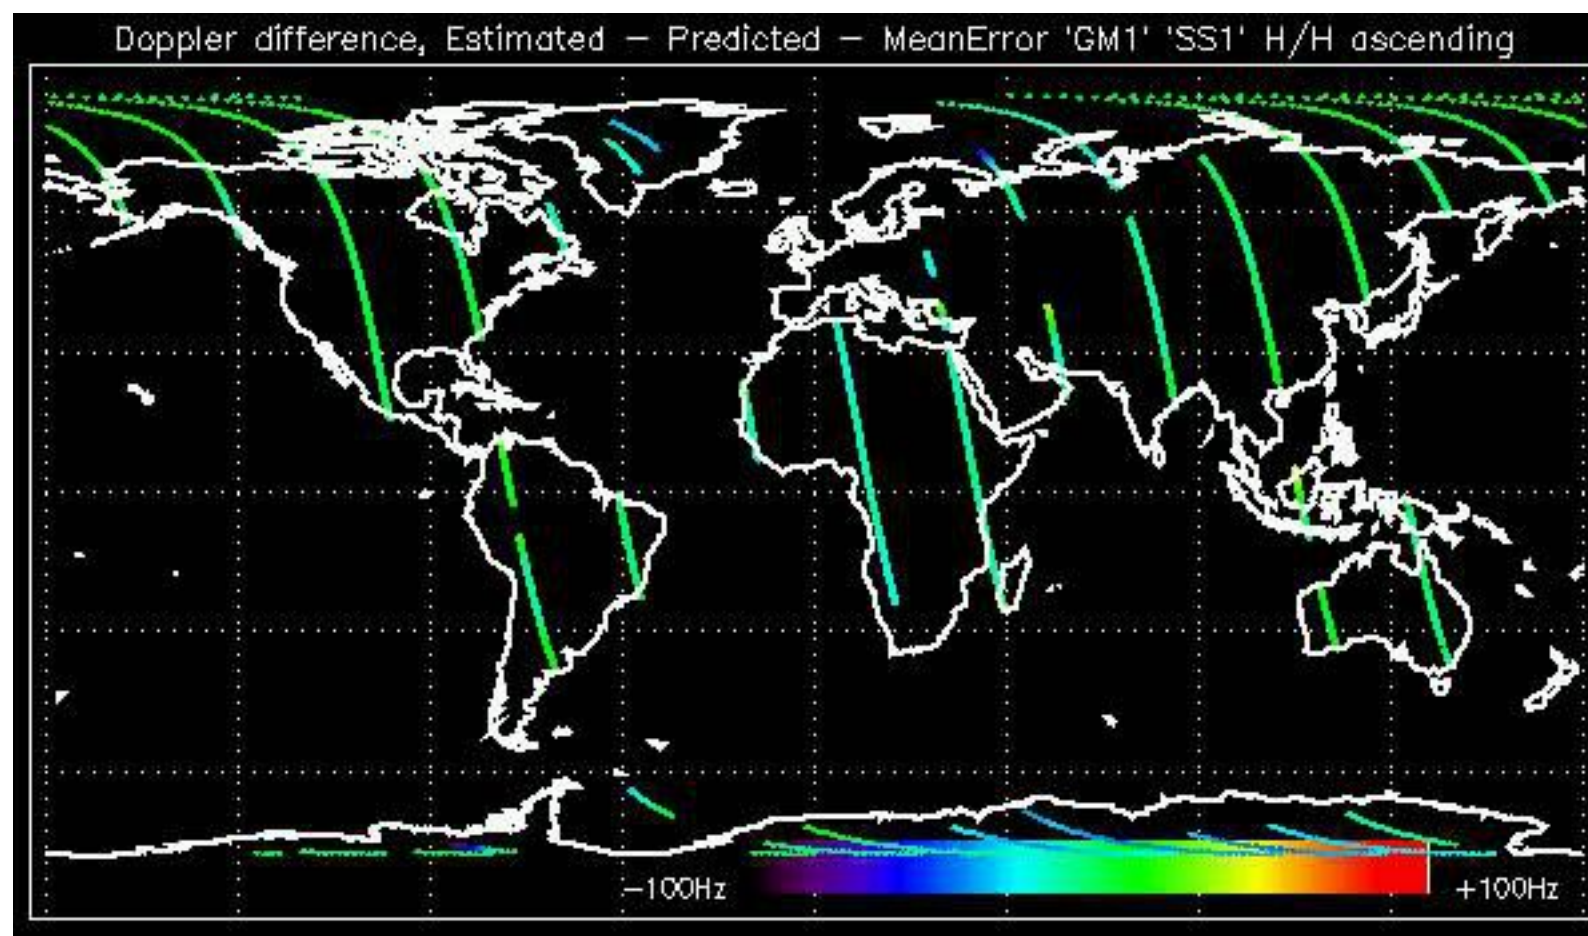 Doppler difference, Estimated – Predicted – MeanError 'GM1' 'SS1' H/H ascending
–100Hz +100Hz